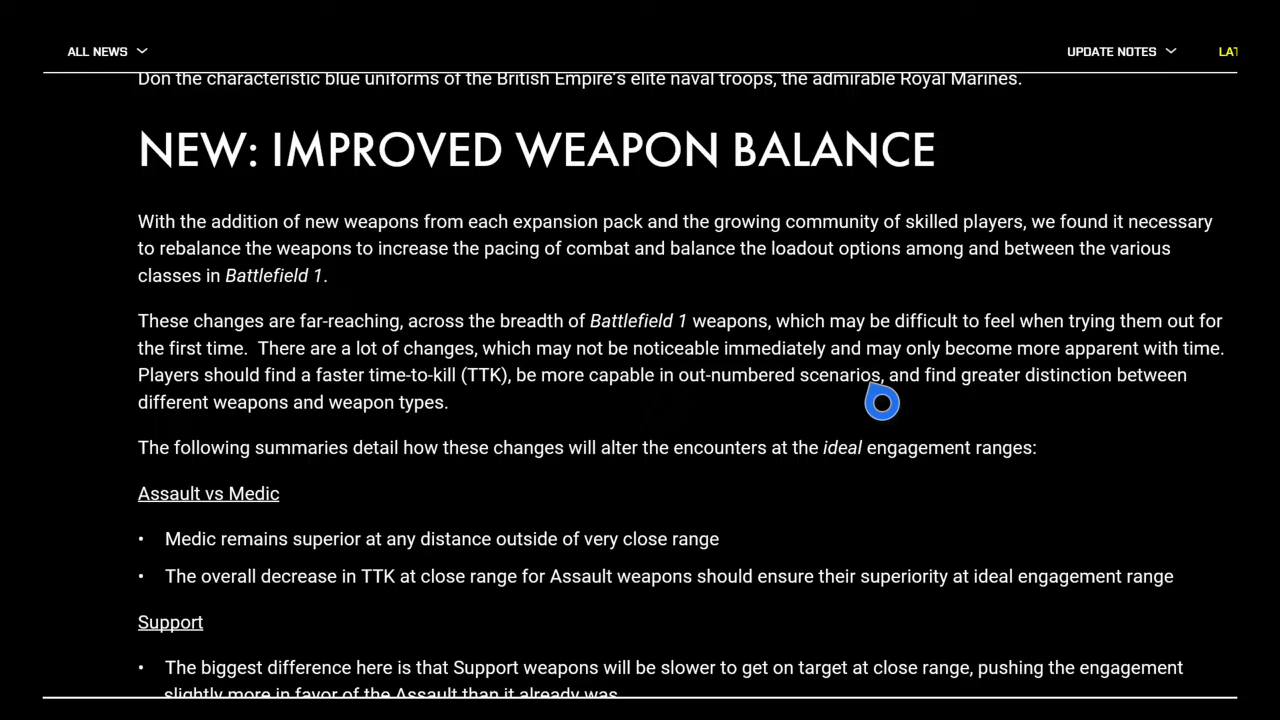 ALL NEWS
UPDATE NOTES
LAT
Don the characteristic blue uniforms of the British Empire's elite naval troops, the admirable Royal Marines.
NEW: IMPROVED WEAPON BALANCE
With the addition of new weapons from each expansion pack and the growing community of skilled players, we found it necessary
to rebalance the weapons to increase the pacing of combat and balance the loadout options among and between the various
classes in Battlefield 1.
These changes are far-reaching, across the breadth of Battlefield 1 weapons, which may be difficult to feel when trying them out for
the first time.  There are a lot of changes, which may not be noticeable immediately and may only become more apparent with time.
Players should find a faster time-to-kill (TTK), be more capable in out-numbered scenarios, and find greater distinction between
different weapons and weapon types.
The following summaries detail how these changes will alter the encounters at the ideal engagement ranges:
Assault vs Medic
• Medic remains superior at any distance outside of very close range
• The overall decrease in TTK at close range for Assault weapons should ensure their superiority at ideal engagement range
Support
• The biggest difference here is that Support weapons will be slower to get on target at close range, pushing the engagement
slightly more in favor of the Assault than it already was